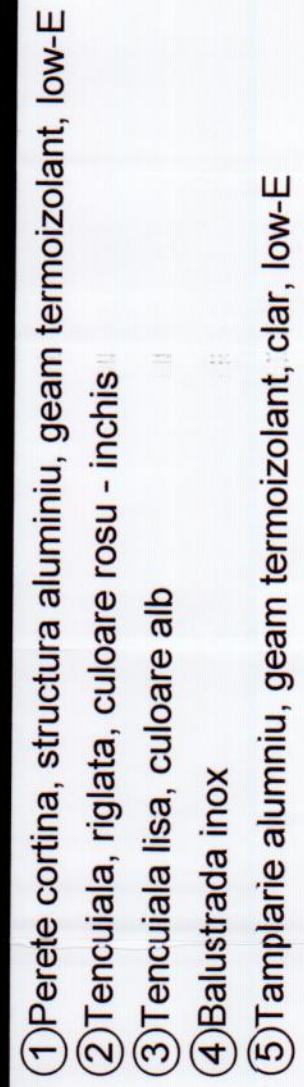 ①Perete cortina, structura aluminiu, geam termoizolant, low-E
②Tencuiala, riglata, culoare rosu - inchis
③Tencuiala lisa, culoare alb
④Balustrada inox
⑤Tamplarie alumniu, geam termoizolant, clar, low-E